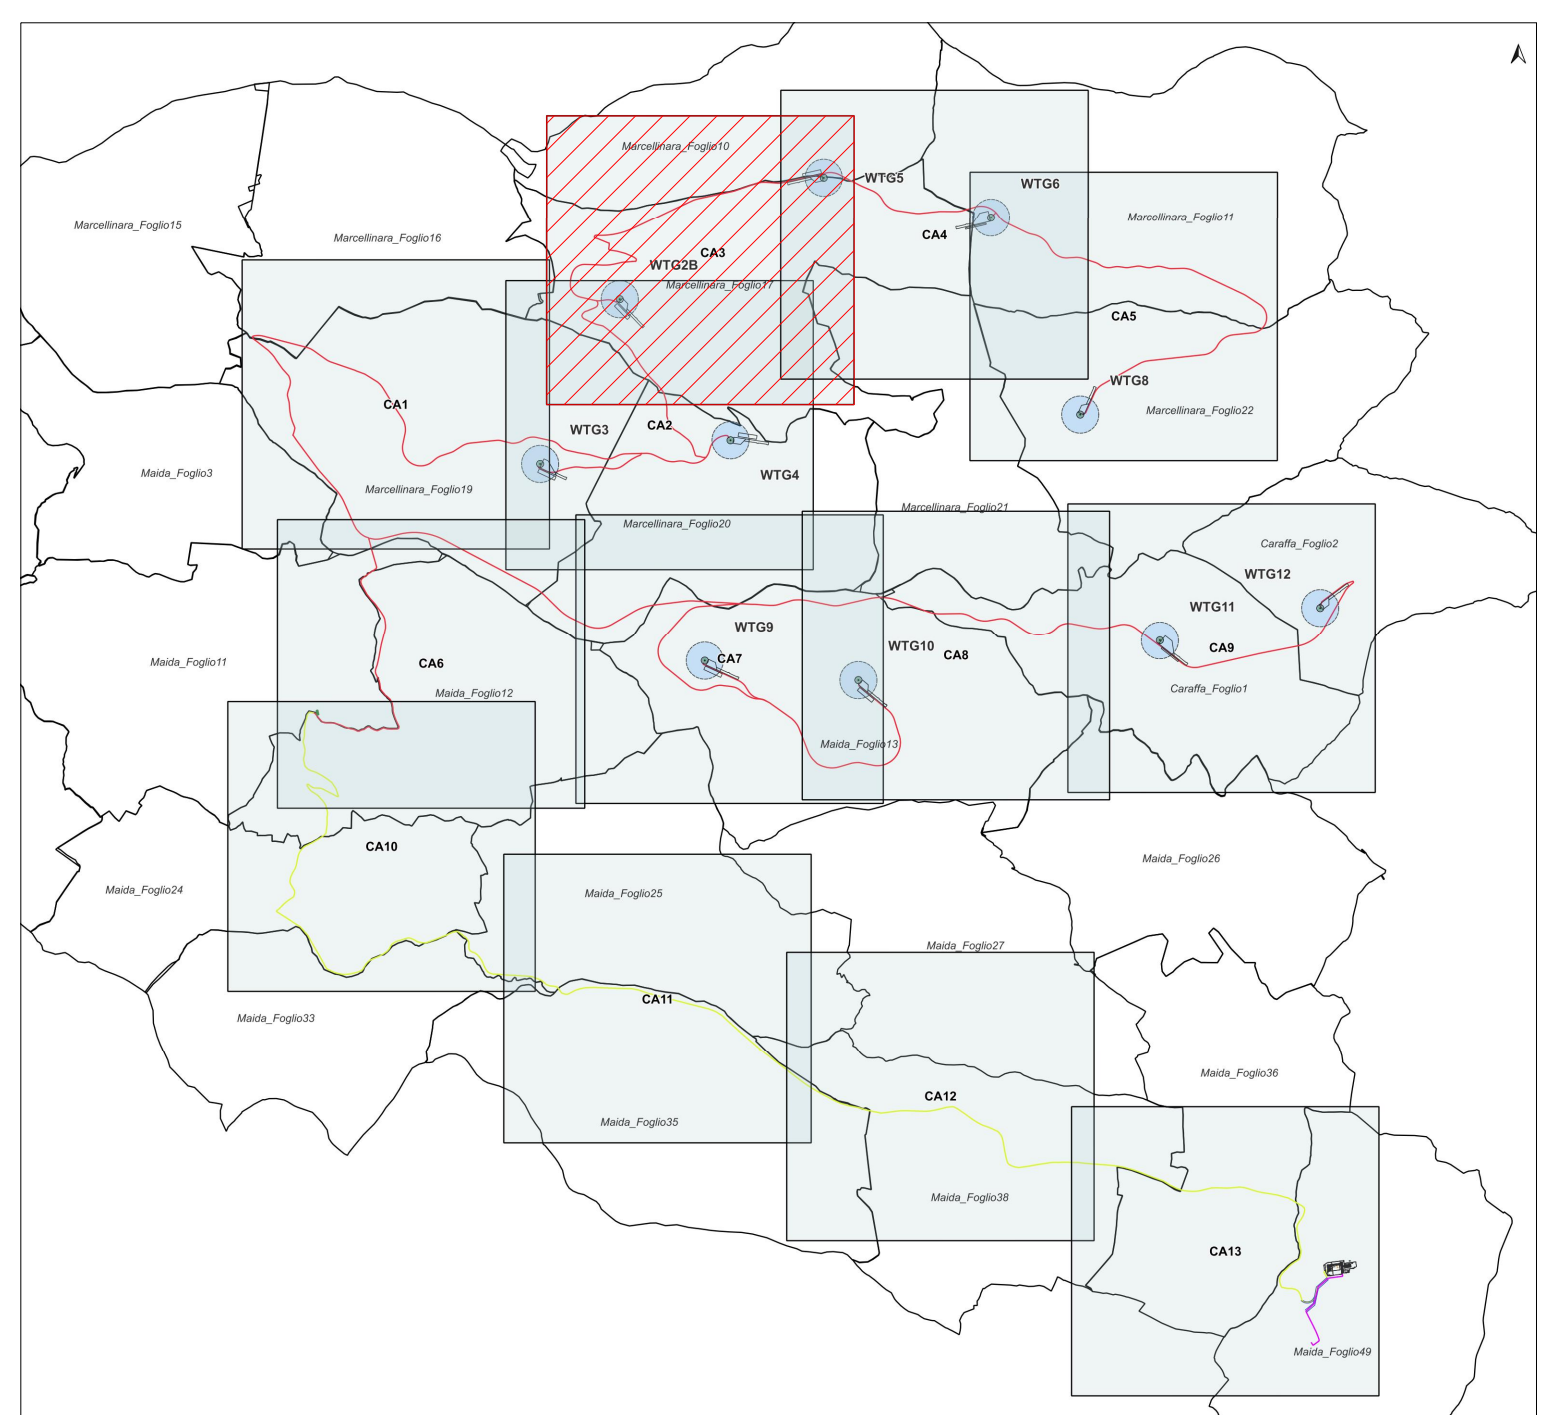 Marcellinara_Foglio10
WTG5
WTG6
Marcellinara_Foglio15
Marcellinara_Foglio11
Marcellinara_Foglio16
CA4
CA3
WTG2B
Marcellinara_Foglio17
CA5
WTG8
CA1
Marcellinara_Foglio22
WTG3
CA2
Maida_Foglio3
WTG4
Marcellinara_Foglio19
Marcellinara_Foglio21
Marcellinara_Foglio20
Caraffa_Foglio2
WTG12
WTG11
WTG9
WTG10
CA9
CA8
CA7
Maida_Foglio11
CA6
Caraffa_Foglio1
Maida_Foglio12
Maida_Foglio13
CA10
Maida_Foglio26
Maida_Foglio24
Maida_Foglio25
Maida_Foglio27
CA11
Maida_Foglio33
Maida_Foglio36
CA12
Maida_Foglio35
Maida_Foglio38
CA13
Maida_Foglio49